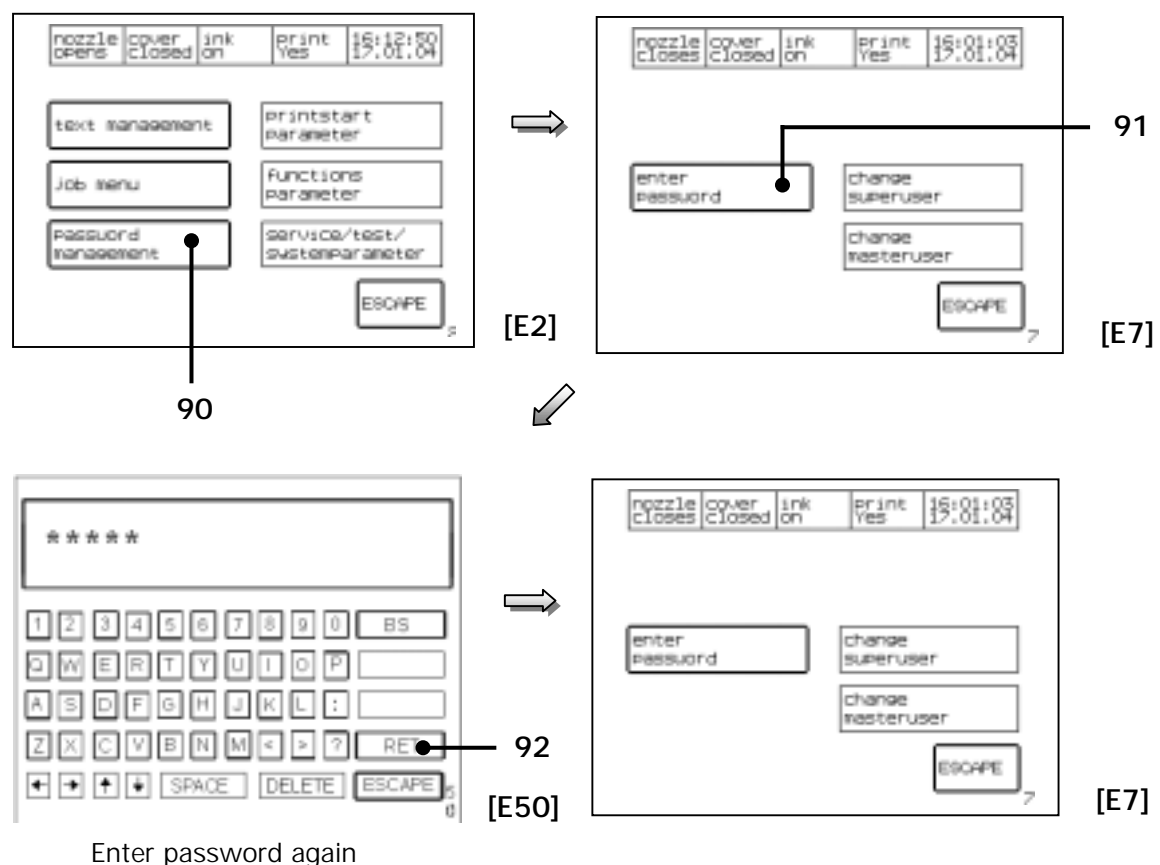 nozzle opens cover closed ink on print Yes 16:12:50 17.01.04
text management
printstart parameter
job menu
functions parameter
password management
service/test/ systemparameter
ESCAPE
2
[E2]
90
nozzle closes cover closed ink on print Yes 16:01:03 17.01.04
91
enter password
change superuser
change masteruser
ESCAPE
7
[E7]
*****
1 2 3 4 5 6 7 8 9 0 BS
Q W E R T Y U I O P
A S D F G H J K L :
Z X C V B N M < > ? RET
92
← → ↑ ↓ SPACE DELETE ESCAPE
50
[E50]
Enter password again
nozzle closes cover closed ink on print Yes 16:01:03 17.01.04
enter password
change superuser
change masteruser
ESCAPE
7
[E7]